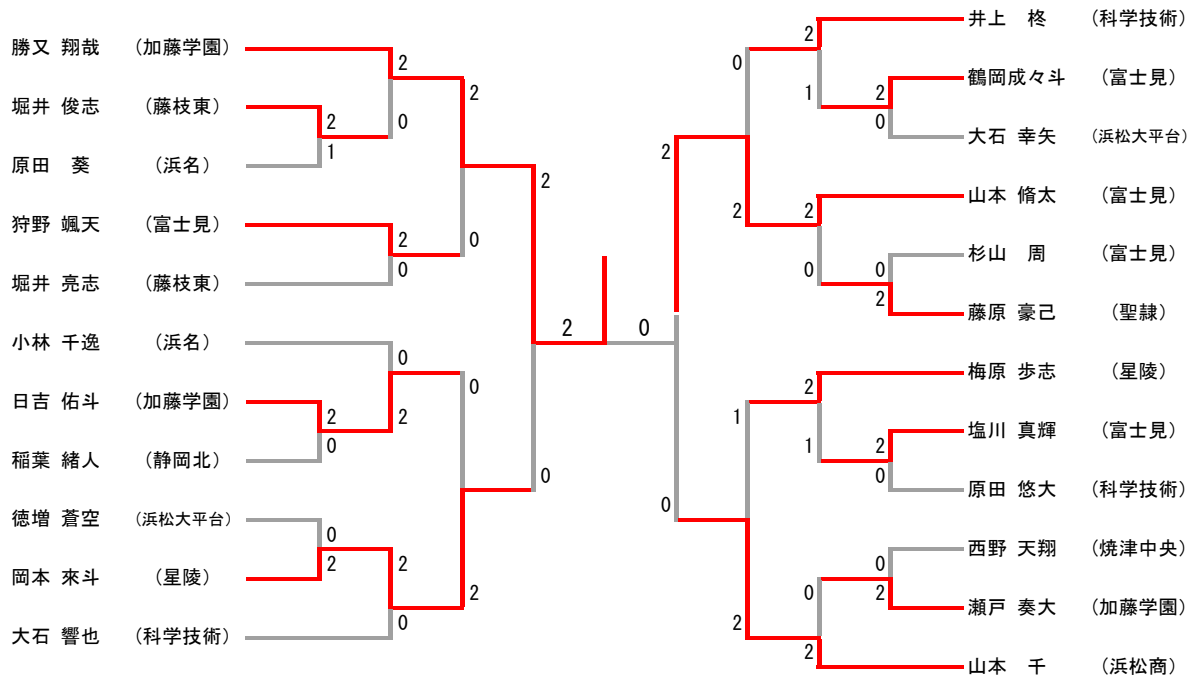 勝又 翔哉 （加藤学園）
堀井 俊志 （藤枝東）
原田 葵 （浜名）
狩野 颯天 （富士見）
堀井 亮志 （藤枝東）
小林 千逸 （浜名）
日吉 佑斗 （加藤学園）
稲葉 緒人 （静岡北）
徳増 蒼空 （浜松大平台）
岡本 來斗 （星陵）
大石 響也 （科学技術）
2
1
2
0
2
0
2
0
0
2
0
2
0
2
2
0
0
2
2
0
2
0
2
0
2
0
0
2
1
2
0
2
1
2
0
2
0
0
2
2
1
2
0
0
2
0
2
2
井上 柊 （科学技術）
鶴岡成々斗 （富士見）
大石 幸矢 （浜松大平台）
山本 脩太 （富士見）
杉山 周 （富士見）
藤原 豪己 （聖隷）
梅原 歩志 （星陵）
塩川 真輝 （富士見）
原田 悠大 （科学技術）
西野 天翔 （焼津中央）
瀬戸 奏大 （加藤学園）
山本 千 （浜松商）